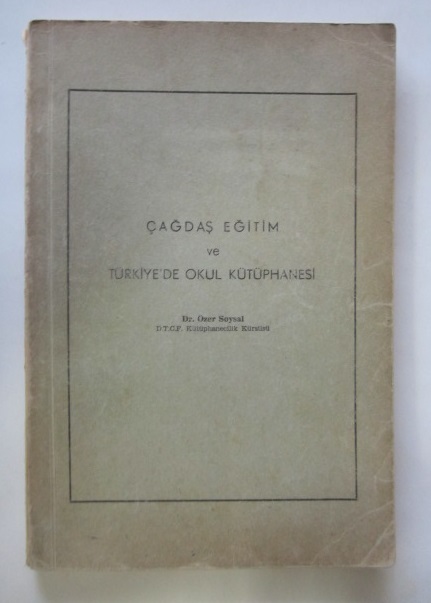 ÇAĞDAŞ EĞİTİM
ve
TÜRKİYE'DE OKUL KÜTÜPHANESİ
Dr. Özer Soysal
D.T.C.F. Kütüphanecilik Kürsüsü